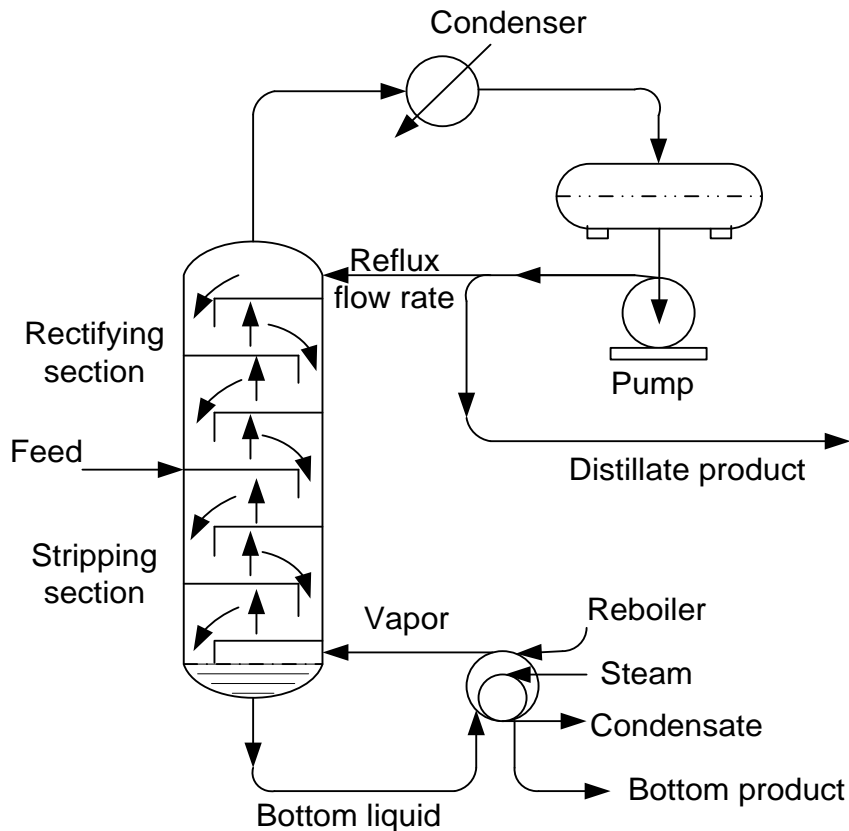 Condenser
Reflux
flow rate
Rectifying
section
Pump
Feed
Distillate product
Stripping
section
Vapor
Reboiler
Steam
Condensate
Bottom product
Bottom liquid